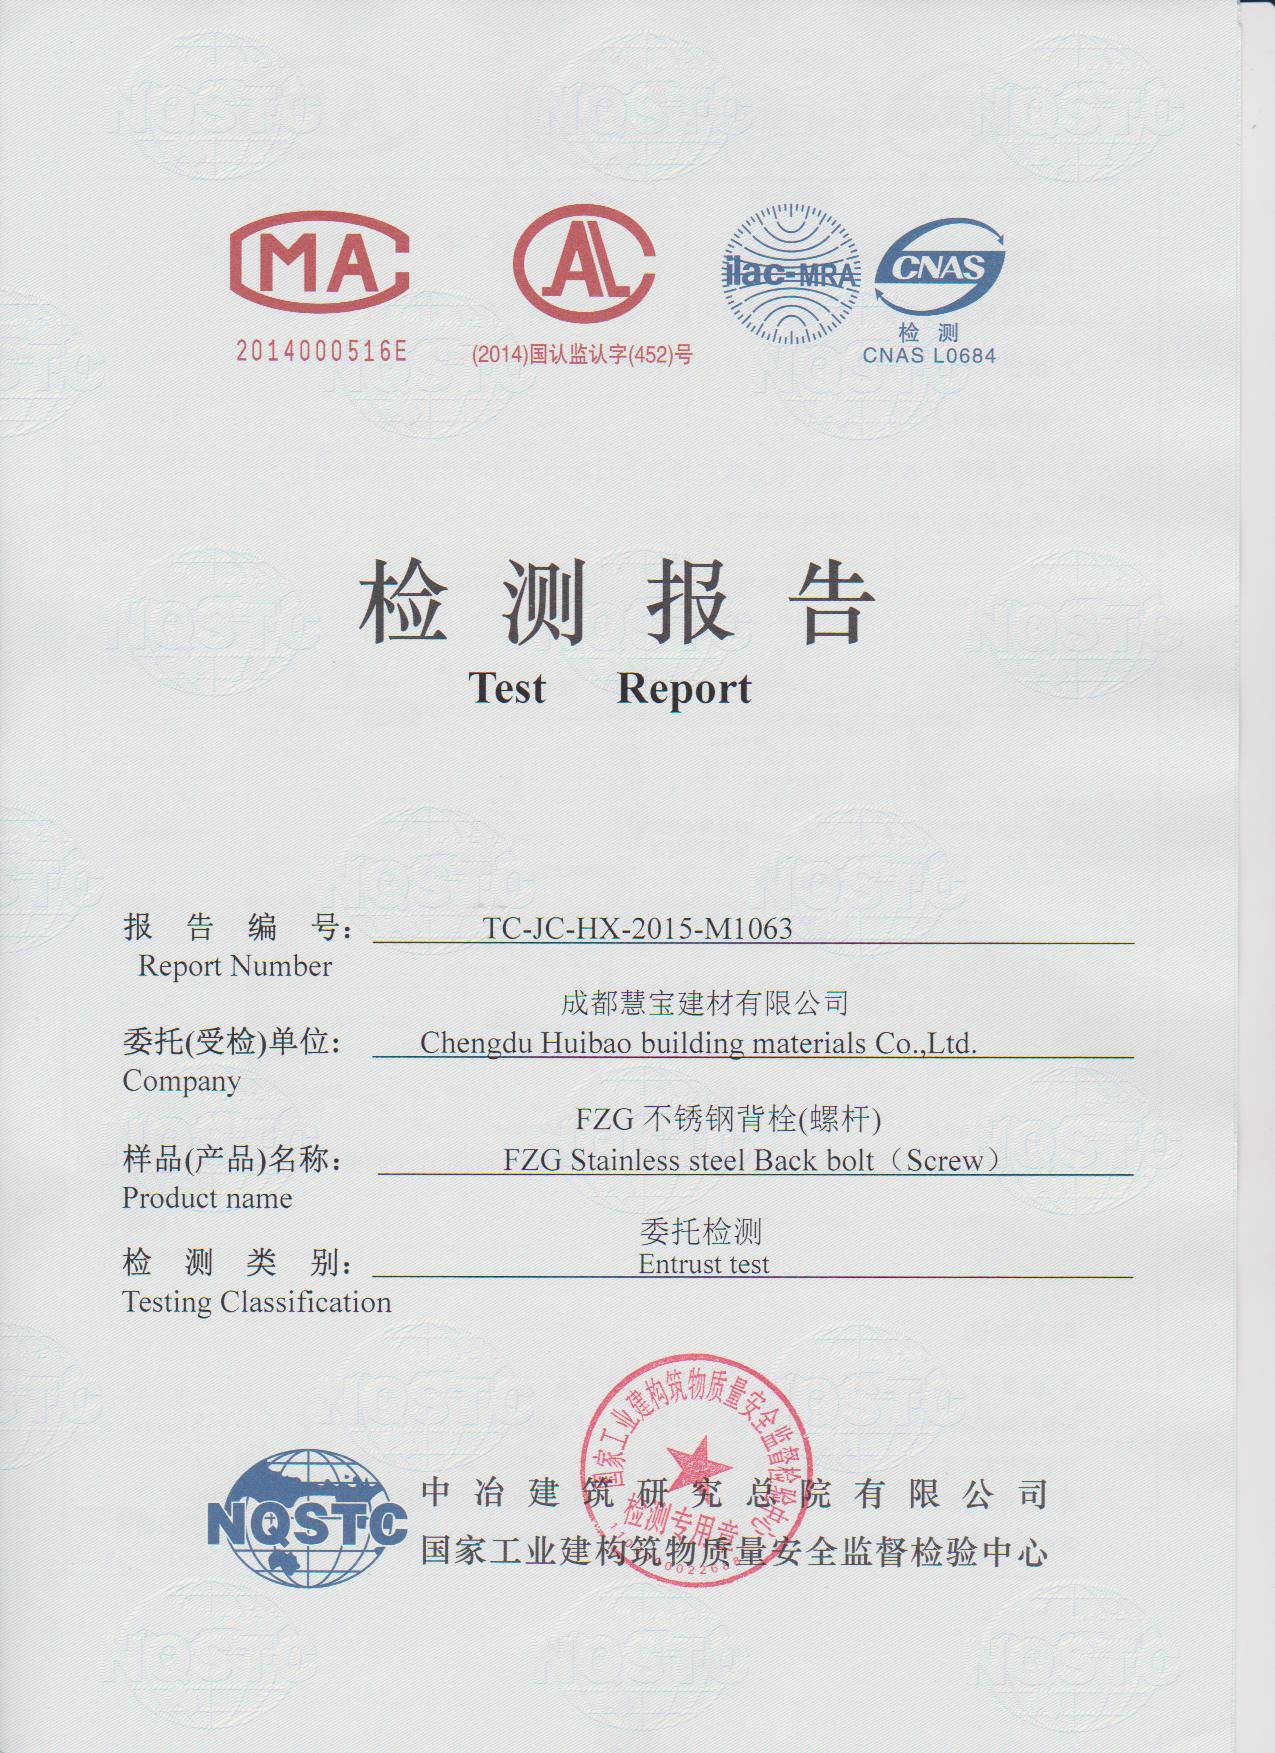 MA
AL
ilac-MRA
CNAS
检 测
2014000516E
(2014)国认监认字(452)号
CNAS L0684
检 测 报 告
Test Report
报 告 编 号： TC-JC-HX-2015-M1063
Report Number
成都慧宝建材有限公司
委托(受检)单位： Chengdu Huibao building materials Co.,Ltd.
Company
FZG 不锈钢背栓(螺杆)
样品(产品)名称： FZG Stainless steel Back bolt（Screw）
Product name
委托检测
检 测 类 别： Entrust test
Testing Classification
国家工业建构筑物质量安全监督检验中心
检测专用章
NQSTC
中 冶 建 筑 研 究 总 院 有 限 公 司
国家工业建构筑物质量安全监督检验中心